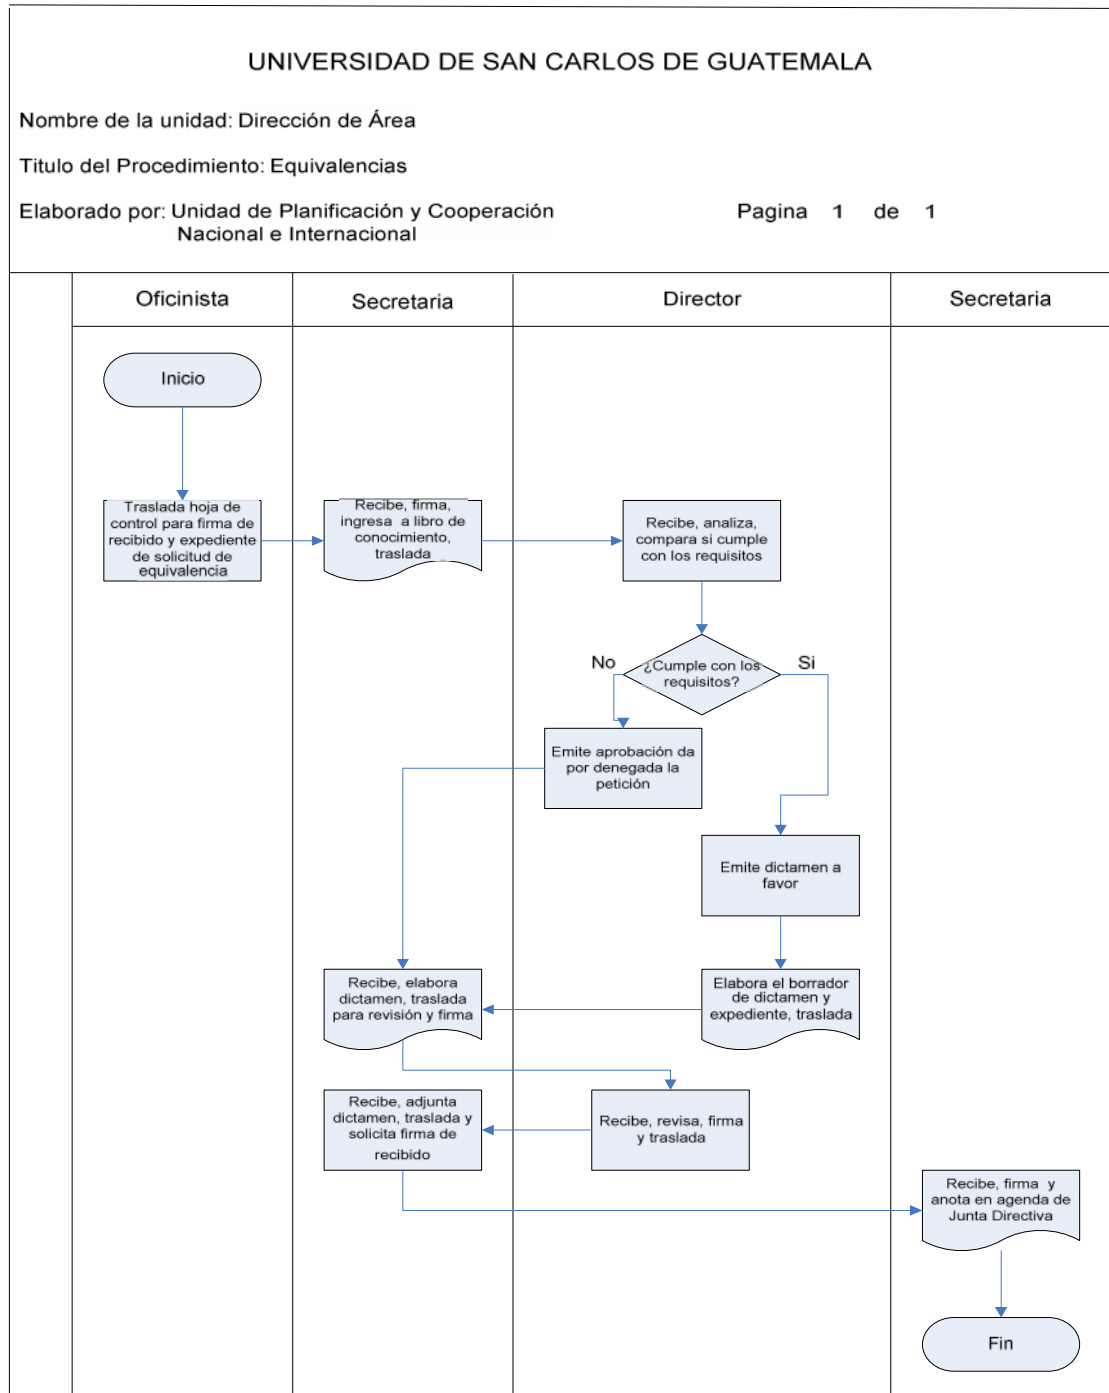 UNIVERSIDAD DE SAN CARLOS DE GUATEMALA
Nombre de la unidad: Dirección de Área
Titulo del Procedimiento: Equivalencias
Elaborado por: Unidad de Planificación y Cooperación
Nacional e Internacional
Pagina 1 de 1
Oficinista
Secretaria
Director
Secretaria
Inicio
Traslada hoja de
control para firma de
recibido y expediente
de solicitud de
equivalencia
Recibe, firma,
ingresa a libro de
conocimiento,
traslada
Recibe, analiza,
compara si cumple
con los requisitos
¿Cumple con los
requisitos?
No
Si
Emite aprobación da
por denegada la
petición
Emite dictamen a
favor
Elabora el borrador
de dictamen y
expediente, traslada
Recibe, elabora
dictamen, traslada
para revisión y firma
Recibe, revisa, firma
y traslada
Recibe, adjunta
dictamen, traslada y
solicita firma de
recibido
Recibe, firma y
anota en agenda de
Junta Directiva
Fin